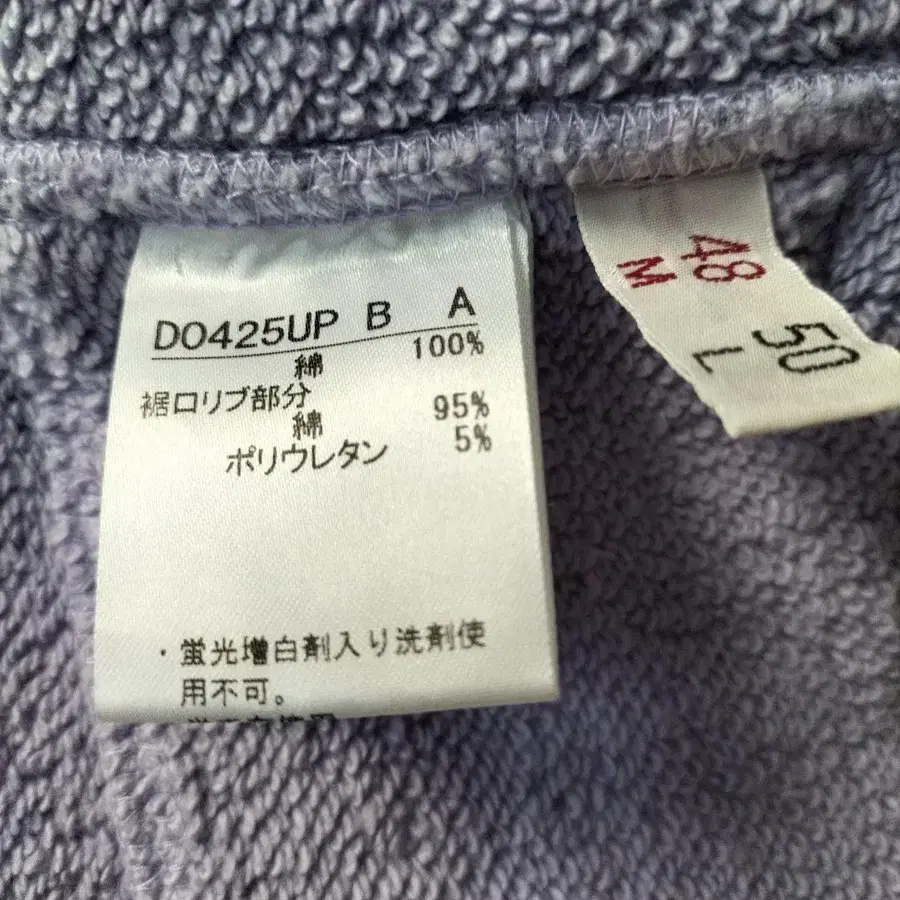 DO425UP B A
綿 100%
裾口リブ部分
綿 95%
ポリウレタン 5%
・蛍光増白剤入り洗剤使
用不可。
48
M
50
L